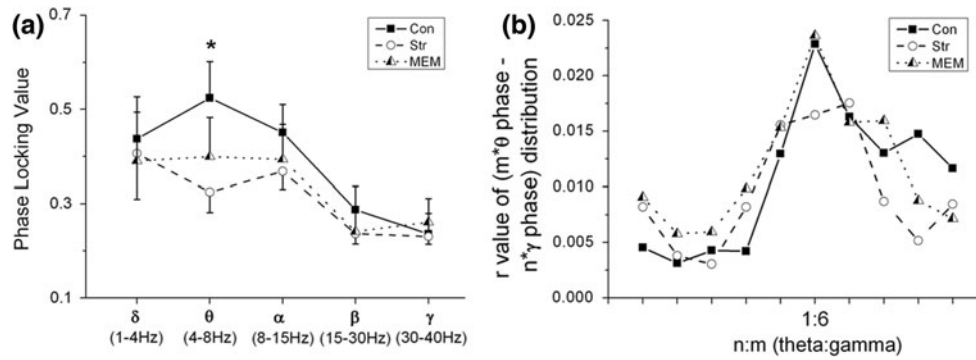 (a)
0.7
0.5
0.3
0.1
Phase Locking Value
*
Con
Str
MEM
δ
(1-4Hz)
θ
(4-8Hz)
α
(8-15Hz)
β
(15-30Hz)
γ
(30-40Hz)
(b)
0.025
0.020
0.015
0.010
0.005
0.000
r value of (m*θ phase -
n*γ phase) distribution
Con
Str
MEM
1:6
n:m (theta:gamma)